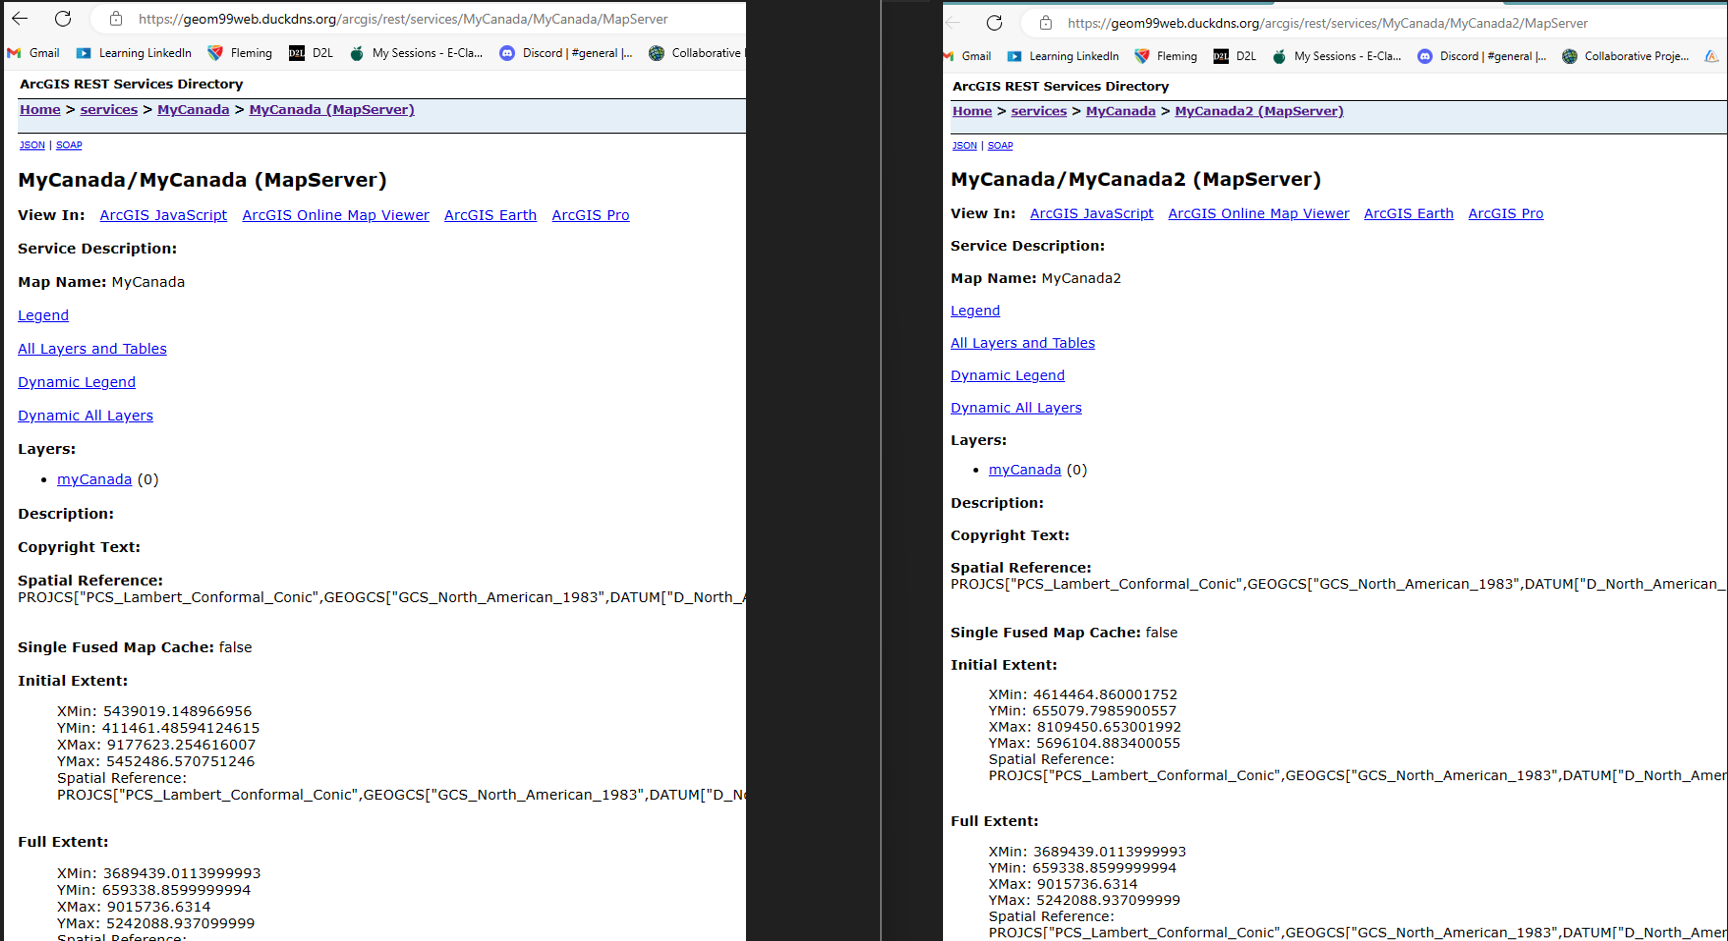 https://geom99web.duckdns.org/arcgis/rest/services/MyCanada/MyCanada/MapServer
Gmail Learning LinkedIn Fleming D2L D2L My Sessions - E-Cla... Discord | #general |... Collaborative
ArcGIS REST Services Directory
Home > services > MyCanada > MyCanada (MapServer)
JSON | SOAP
MyCanada/MyCanada (MapServer)
View In: ArcGIS JavaScript ArcGIS Online Map Viewer ArcGIS Earth ArcGIS Pro
Service Description:
Map Name: MyCanada
Legend
All Layers and Tables
Dynamic Legend
Dynamic All Layers
Layers:
• myCanada (0)
Description:
Copyright Text:
Spatial Reference:
PROJCS["PCS_Lambert_Conformal_Conic",GEOGCS["GCS_North_American_1983",DATUM["D_North_
Single Fused Map Cache: false
Initial Extent:
XMin: 5439019.148966956
YMin: 411461.48594124615
XMax: 9177623.254616007
YMax: 5452486.570751246
Spatial Reference:
PROJCS["PCS_Lambert_Conformal_Conic",GEOGCS["GCS_North_American_1983",DATUM["D_N
Full Extent:
XMin: 3689439.0113999993
YMin: 659338.8599999994
XMax: 9015736.6314
YMax: 5242088.937099999
Spatial Reference:
https://geom99web.duckdns.org/arcgis/rest/services/MyCanada/MyCanada2/MapServer
Gmail Learning LinkedIn Fleming D2L D2L My Sessions - E-Cla... Discord | #general |... Collaborative Proje...
ArcGIS REST Services Directory
Home > services > MyCanada > MyCanada2 (MapServer)
JSON | SOAP
MyCanada/MyCanada2 (MapServer)
View In: ArcGIS JavaScript ArcGIS Online Map Viewer ArcGIS Earth ArcGIS Pro
Service Description:
Map Name: MyCanada2
Legend
All Layers and Tables
Dynamic Legend
Dynamic All Layers
Layers:
• myCanada (0)
Description:
Copyright Text:
Spatial Reference:
PROJCS["PCS_Lambert_Conformal_Conic",GEOGCS["GCS_North_American_1983",DATUM["D_North_American_
Single Fused Map Cache: false
Initial Extent:
XMin: 4614464.860001752
YMin: 655079.7985900557
XMax: 8109450.653001992
YMax: 5696104.883400055
Spatial Reference:
PROJCS["PCS_Lambert_Conformal_Conic",GEOGCS["GCS_North_American_1983",DATUM["D_North_Amer
Full Extent:
XMin: 3689439.0113999993
YMin: 659338.8599999994
XMax: 9015736.6314
YMax: 5242088.937099999
Spatial Reference:
PROJCS["PCS_Lambert_Conformal_Conic",GEOGCS["GCS_North_American_1983",DATUM["D_North_Amer